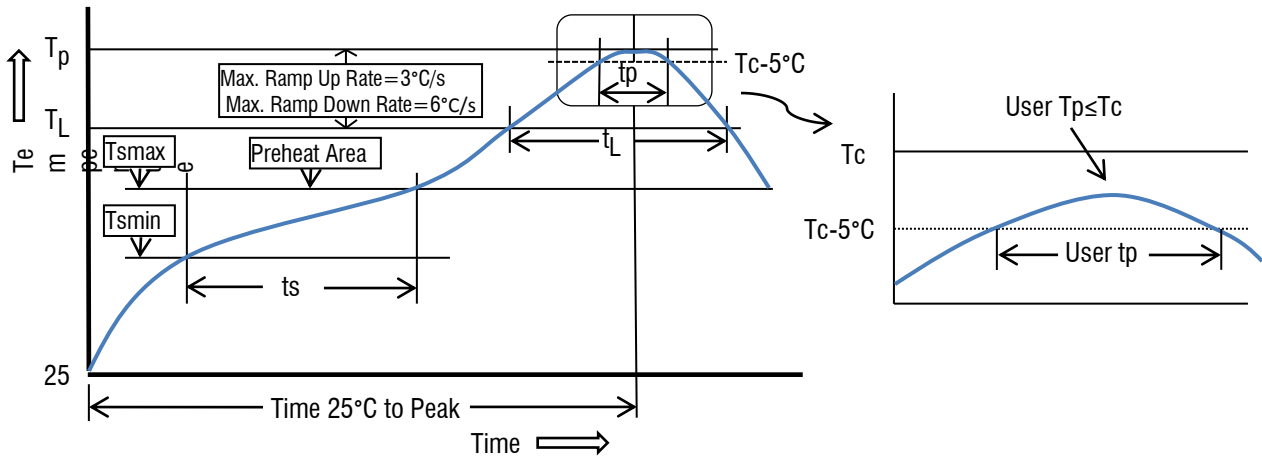 Tp
Max. Ramp Up Rate=3°C/s
Max. Ramp Down Rate=6°C/s
tp
Tc-5°C
TL
tL
Tsmax
Preheat Area
Tsmin
ts
25
Time 25°C to Peak
Time
User Tp≤Tc
Tc
Tc-5°C
User tp